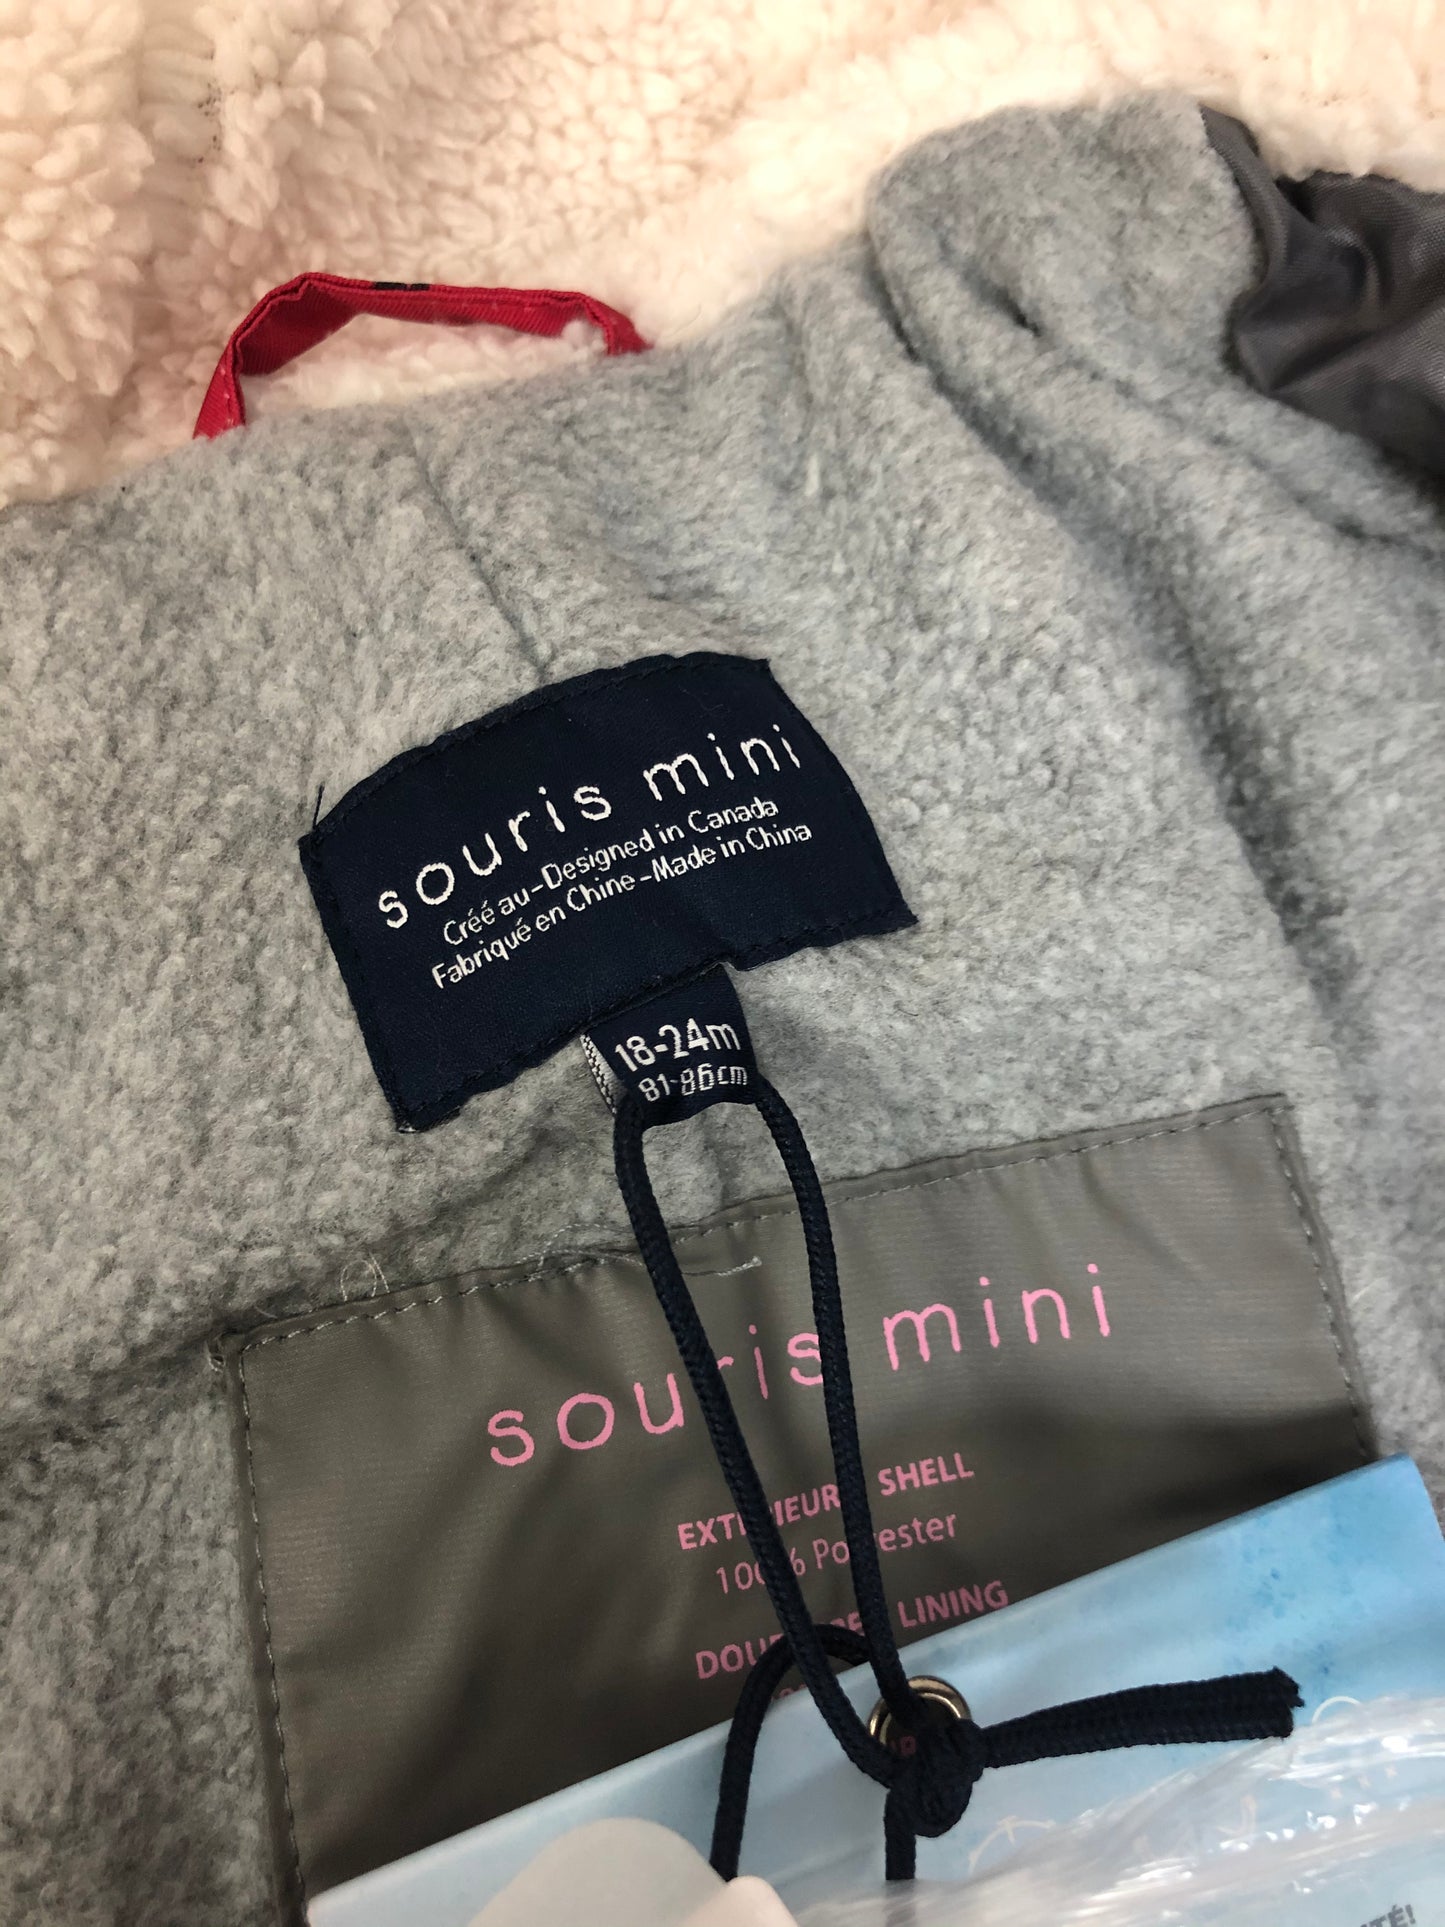 souris mini
Créé au-Designed in Canada
Fabriqué en Chine-Made in China
18-24m
81-86cm
souris mini
SHELL
100%
LINING